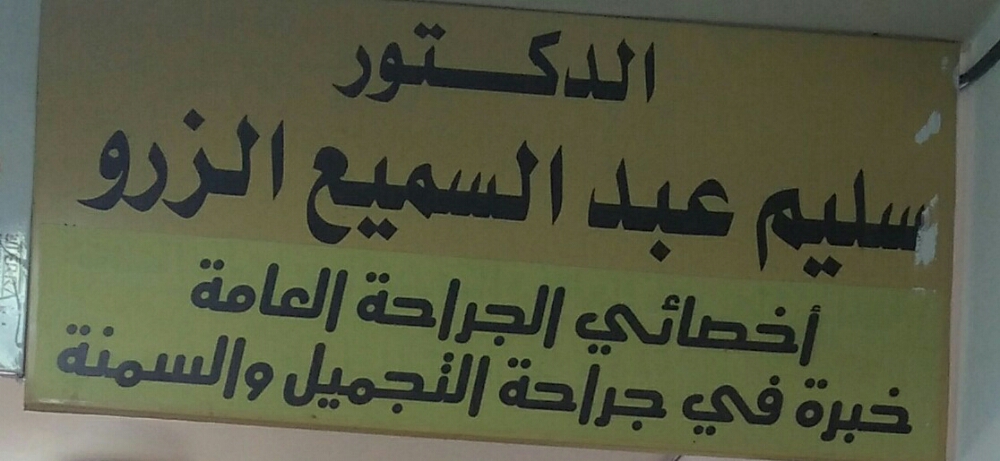 الدكتور
سليم عبد السميع الزرو
أخصائي الجراحة العامة
خبرة في جراحة التجميل والسمنة